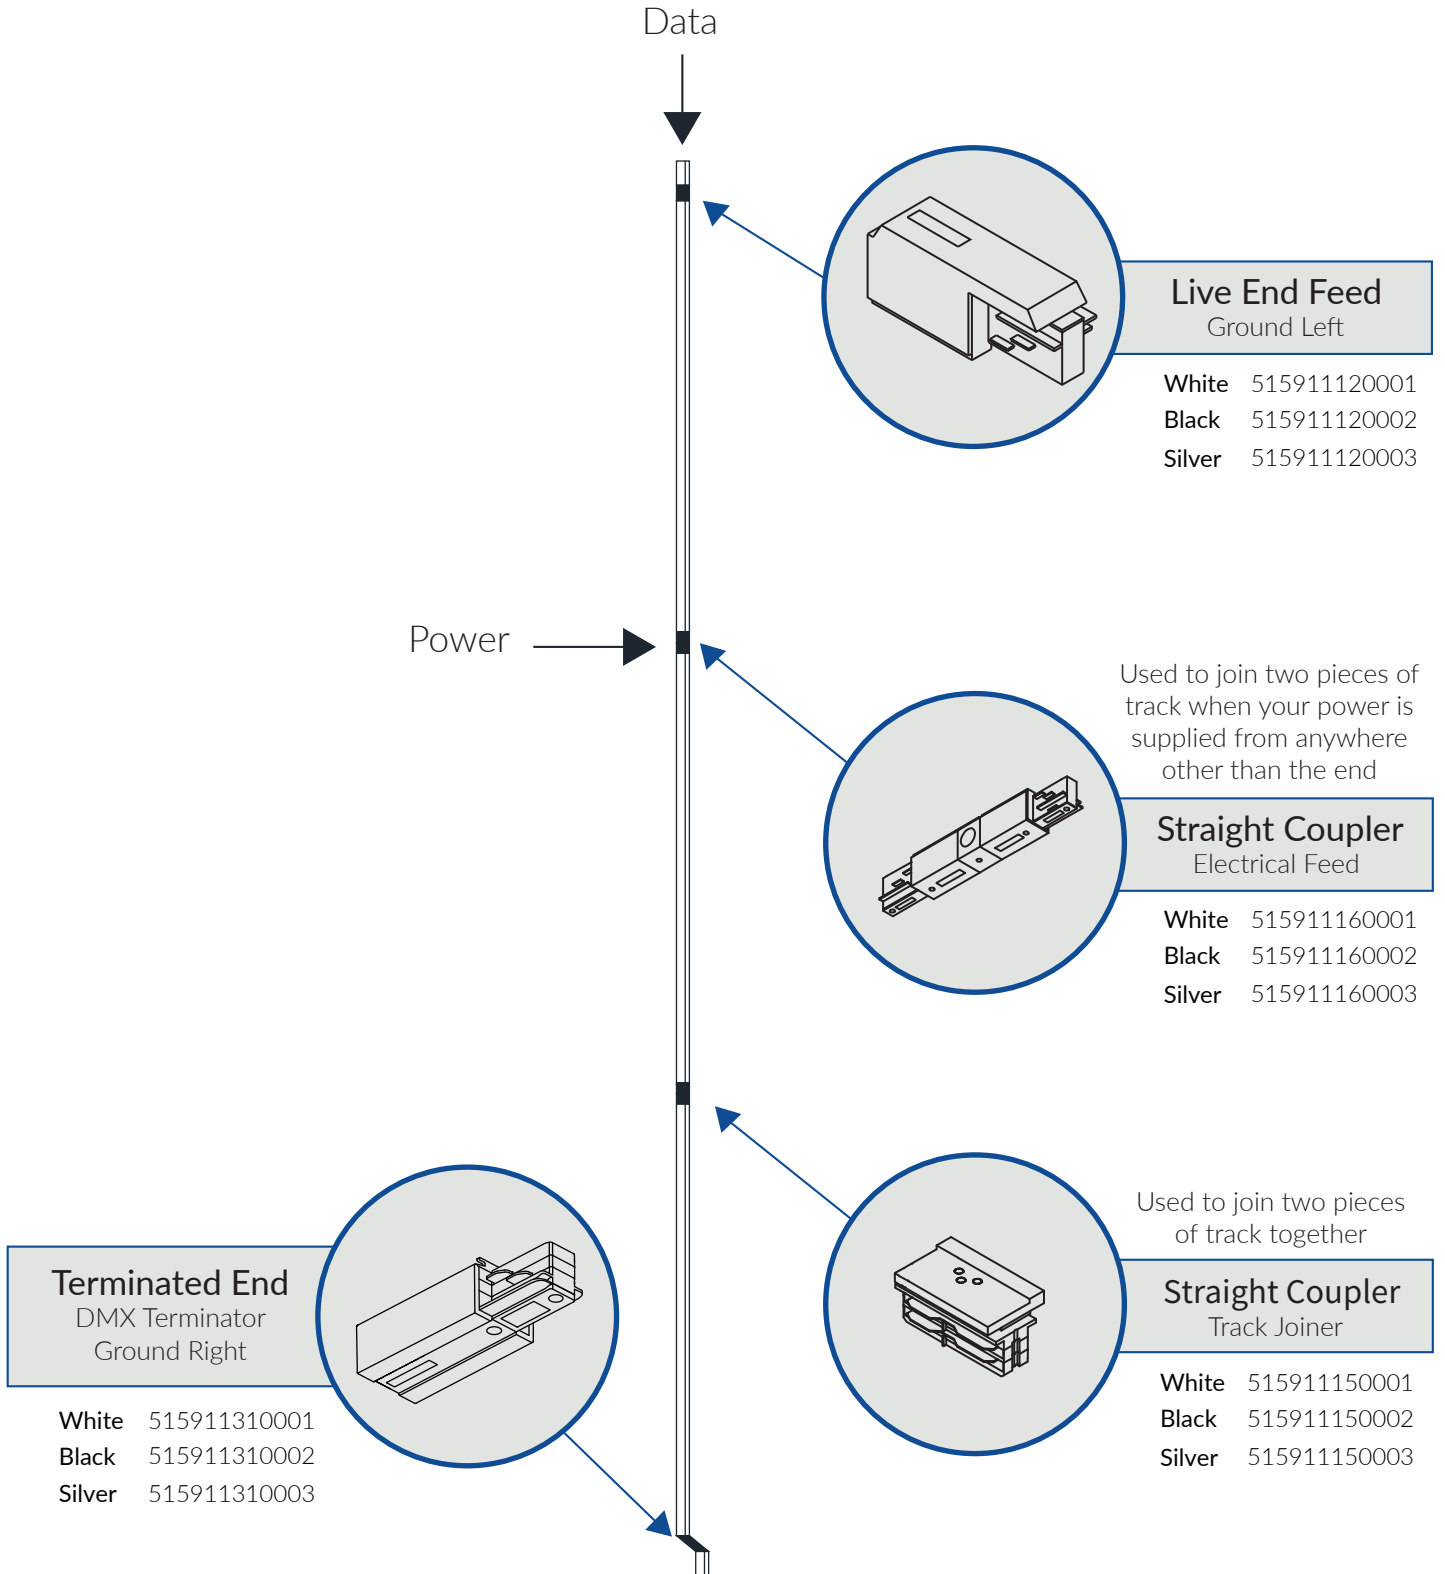 Data
Live End Feed
Ground Left
White 515911120001
Black 515911120002
Silver 515911120003
Power
Used to join two pieces of
track when your power is
supplied from anywhere
other than the end
Straight Coupler
Electrical Feed
White 515911160001
Black 515911160002
Silver 515911160003
Used to join two pieces
of track together
Straight Coupler
Track Joiner
White 515911150001
Black 515911150002
Silver 515911150003
Terminated End
DMX Terminator
Ground Right
White 515911310001
Black 515911310002
Silver 515911310003